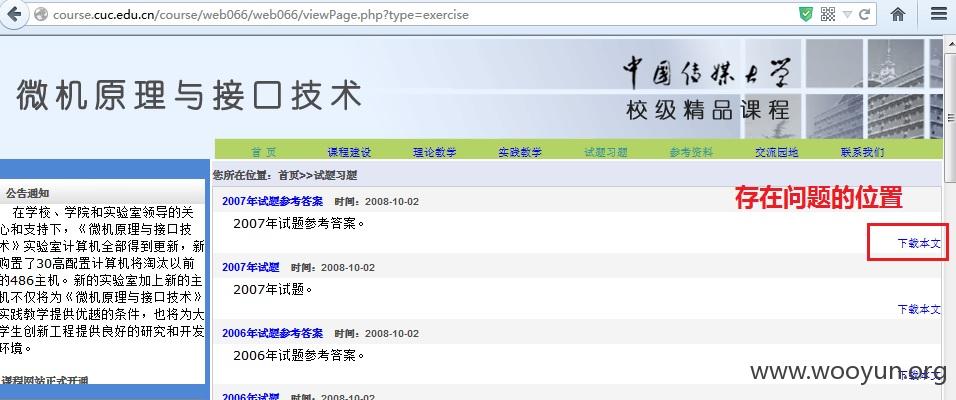 course.cuc.edu.cn/course/web066/web066/viewPage.php?type=exercise
微机原理与接口技术
中国传媒大学
校级精品课程
首 页 课程建设 理论教学 实践教学 试题习题 参考资料 交流园地 联系我们
您所在位置：首页>>试题习题
公告通知
在学校、学院和实验室领导的关
心和支持下，《微机原理与接口技
术》实验室计算机全部得到更新，新
购置了30高配置计算机将淘汰以前
的486主机。新的实验室加上新的主
机不仅将为《微机原理与接口技术》
实践教学提供优越的条件，也将为大
学生创新工程提供良好的研究和开发
环境。
课程网站正式开通
存在问题的位置
2007年试题参考答案 时间：2008-10-02
2007年试题参考答案。
下载本文
2007年试题 时间：2008-10-02
2007年试题。
下载本文
2006年试题参考答案 时间：2008-10-02
2006年试题参考答案。
下载本文
2006年试题 时间：2008-10-02
www.wooyun.org